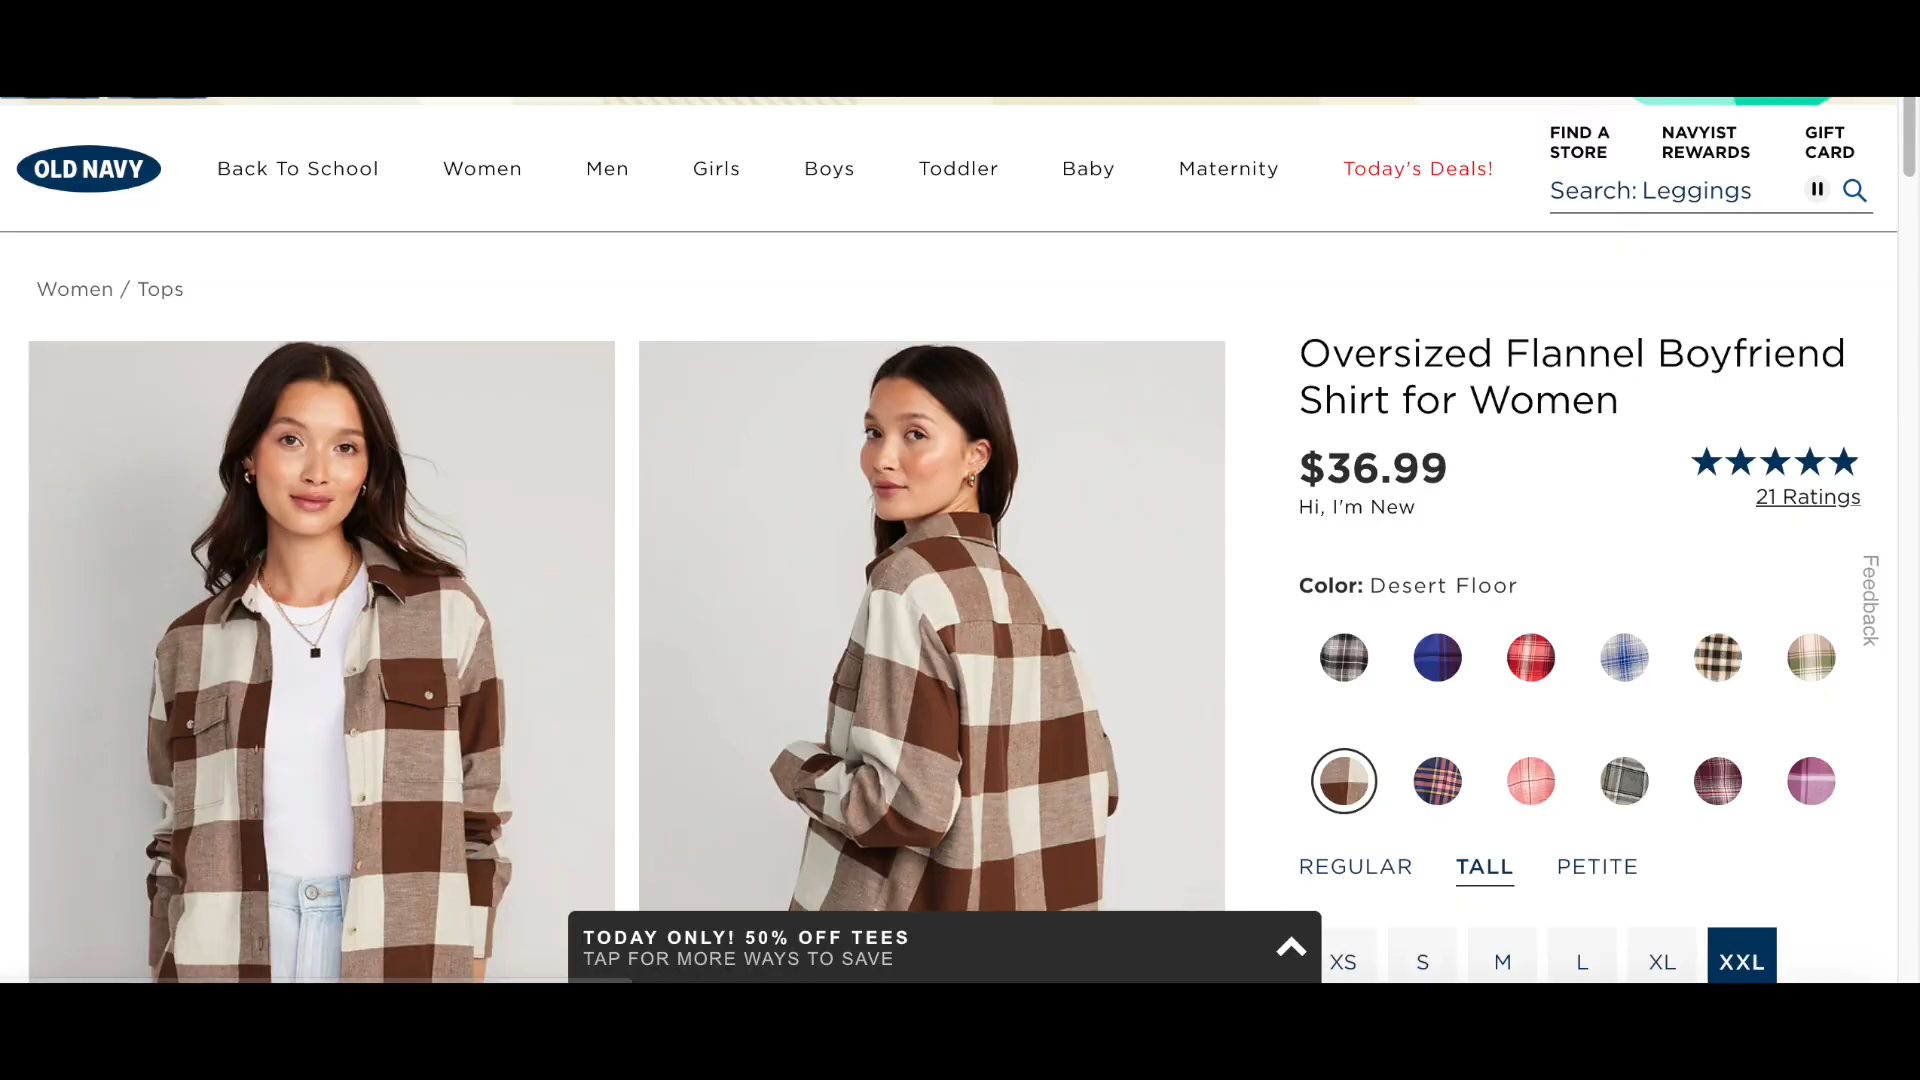 OLD NAVY
Back To School
Women
Men
Girls
Boys
Toddler
Baby
Maternity
Today's Deals!
FIND A
STORE
NAVYIST
REWARDS
GIFT
CARD
Search: Leggings
Women / Tops
Oversized Flannel Boyfriend
Shirt for Women
$36.99
Hi, I'm New
21 Ratings
Feedback
Color: Desert Floor
REGULAR
TALL
PETITE
XS
S
M
L
XL
XXL
TODAY ONLY! 50% OFF TEES
TAP FOR MORE WAYS TO SAVE